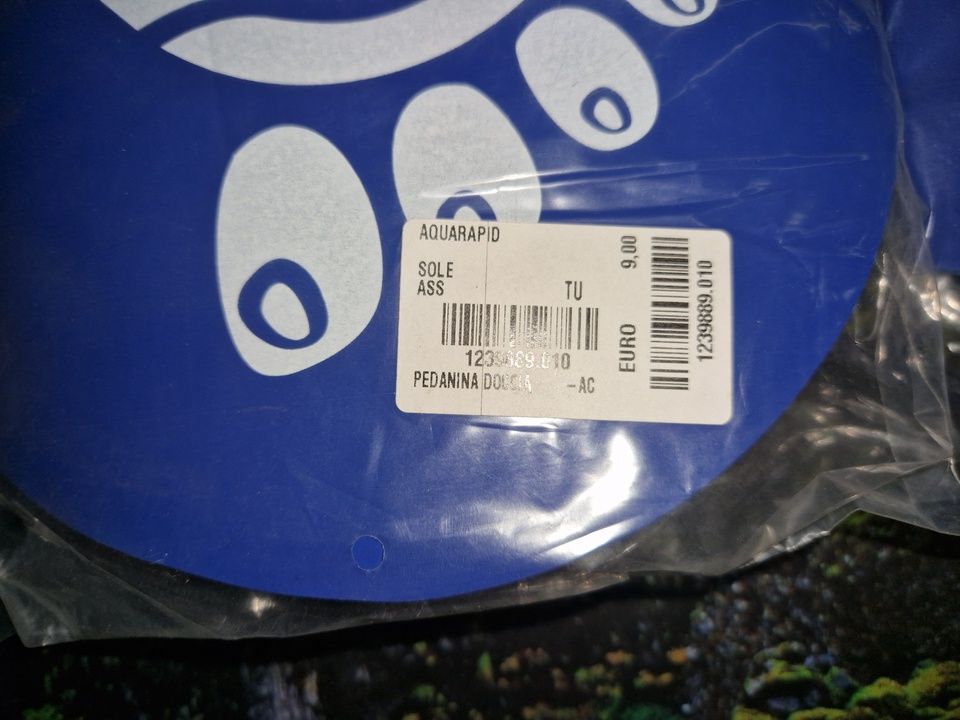 AQUARAPID
SOLE
ASS TU
1239889.010
PEDANINA DOCCIA -AC
EURO 9,00
1239889.010